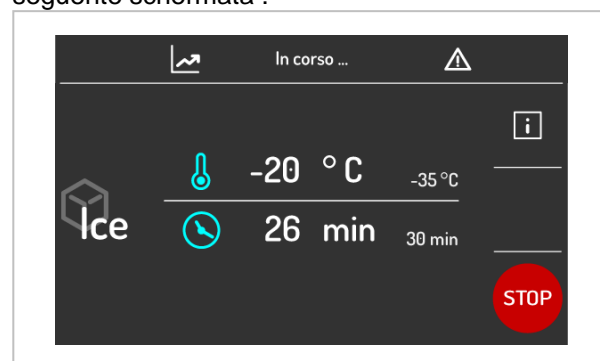 seguente schermata :
In corso ...
i
-20 °C
-35 °C
Ice
26 min
30 min
STOP